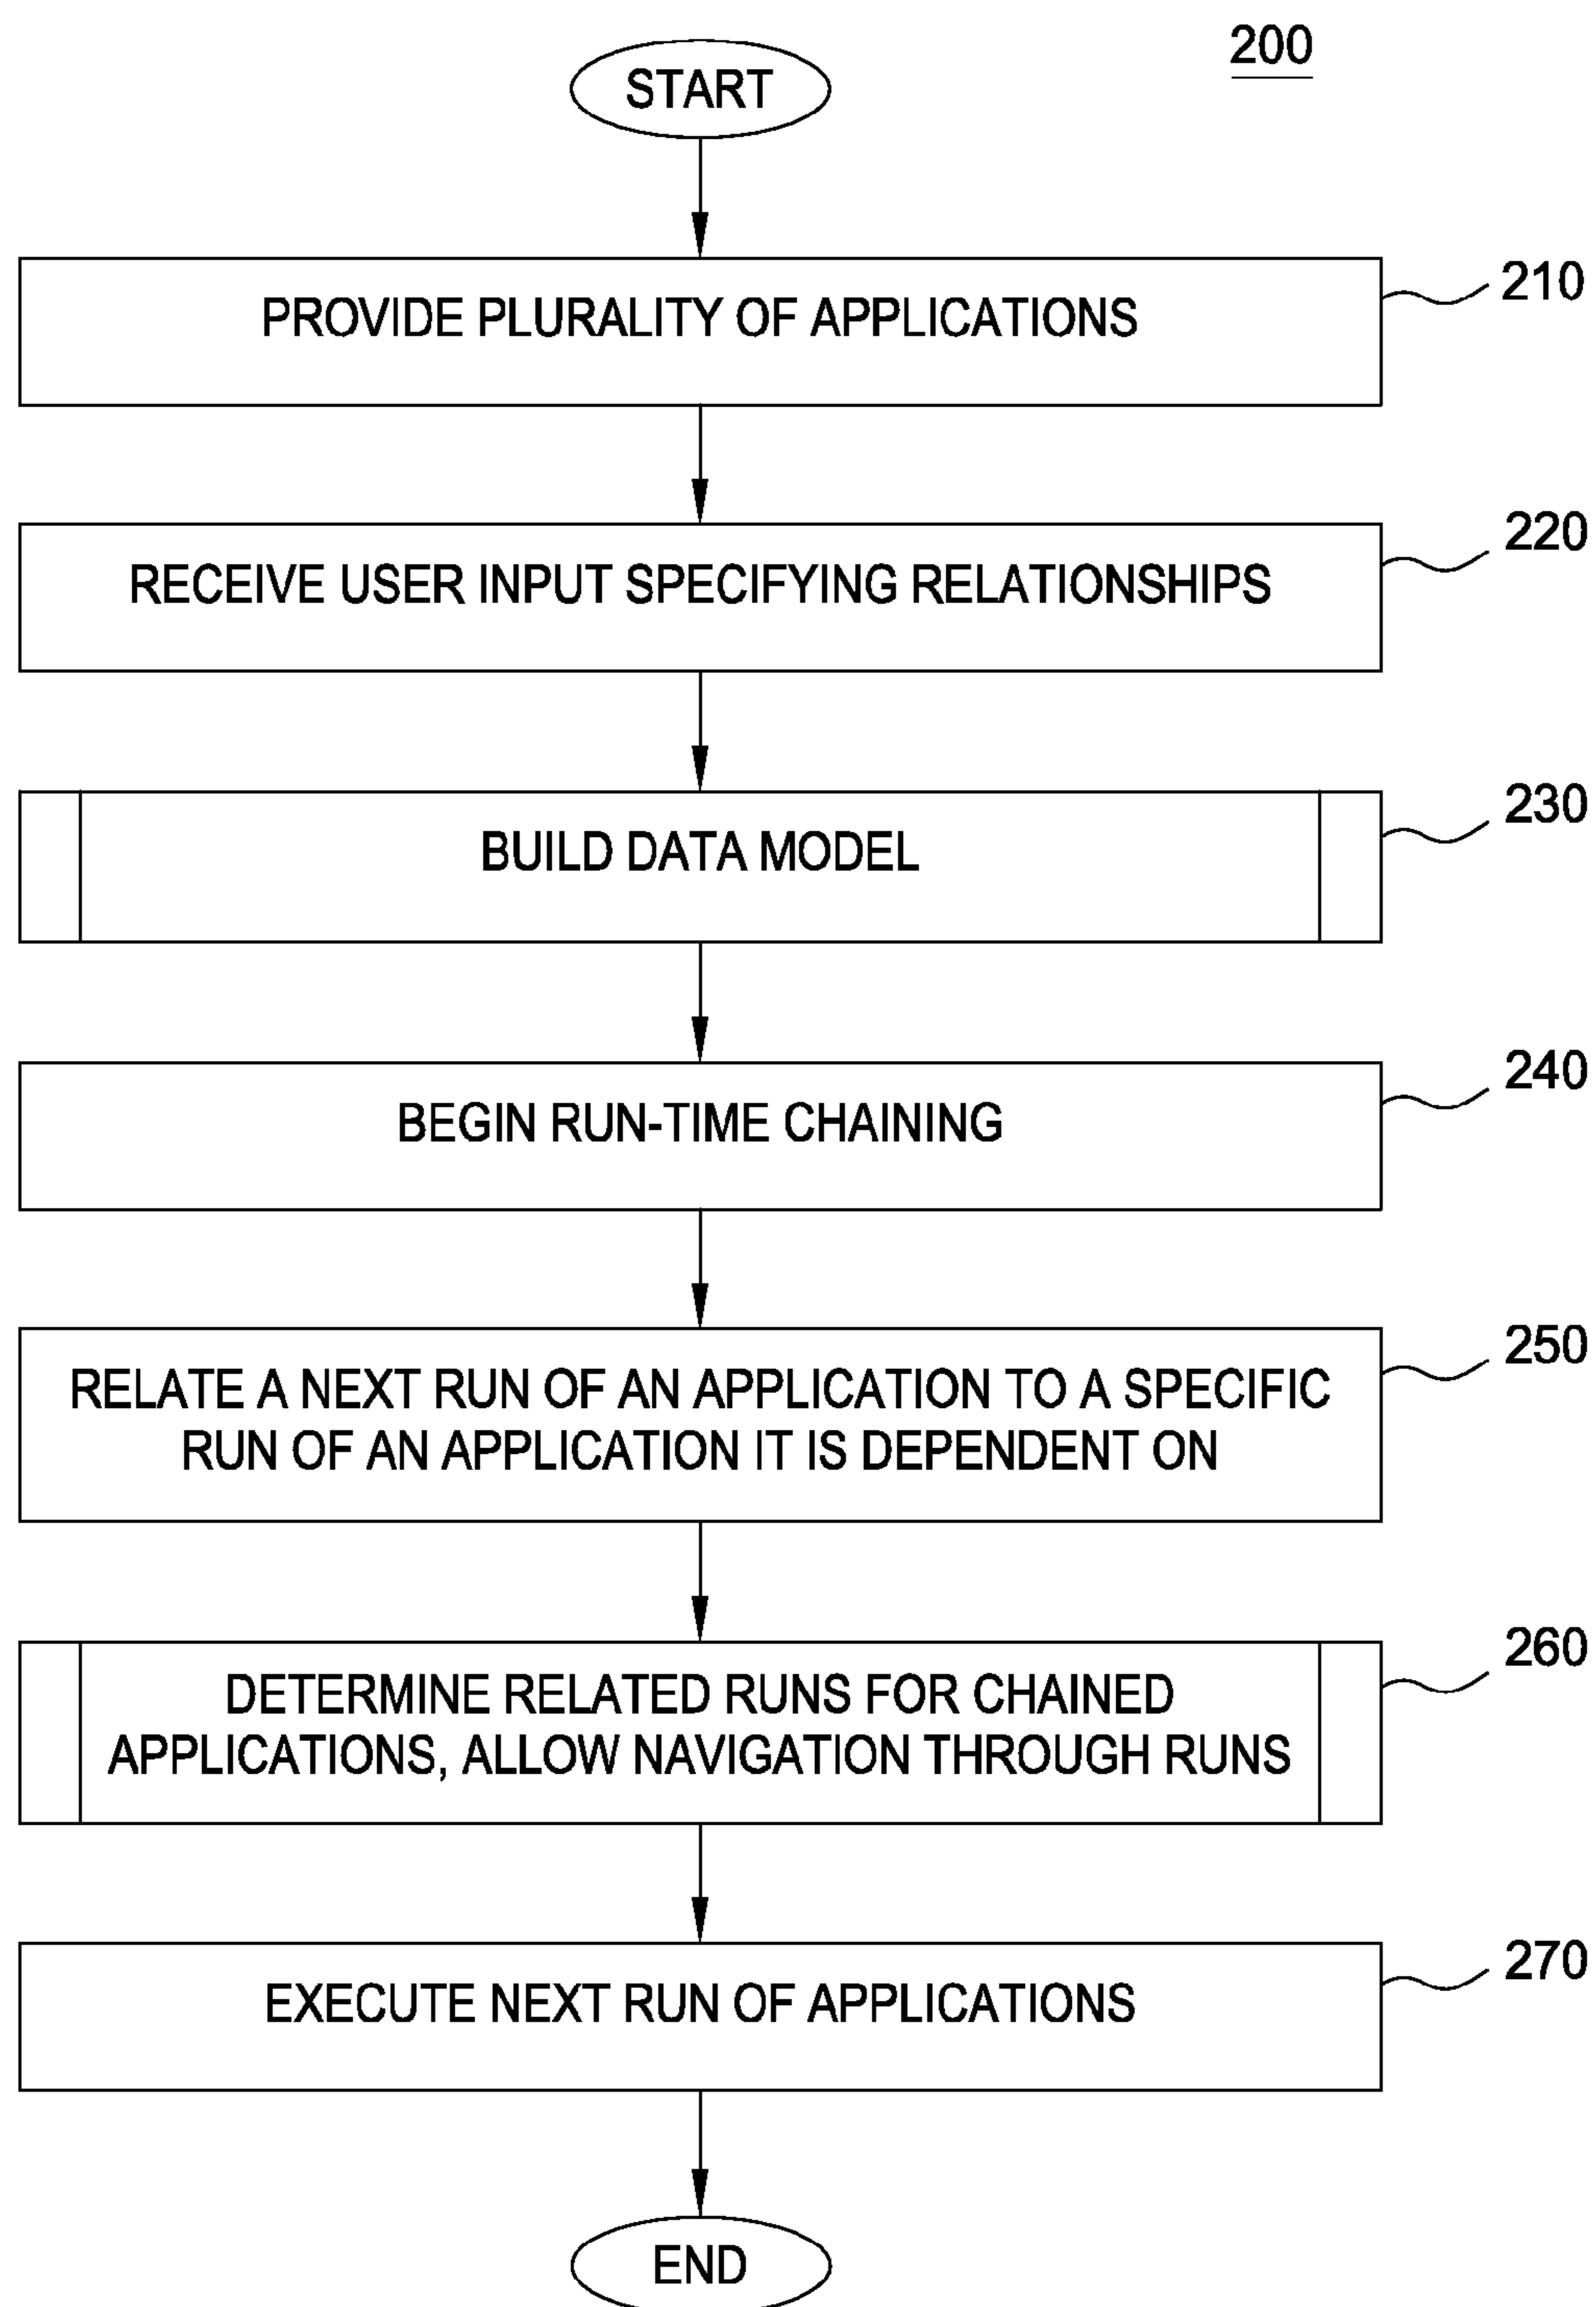 200
START
PROVIDE PLURALITY OF APPLICATIONS
210
RECEIVE USER INPUT SPECIFYING RELATIONSHIPS
220
BUILD DATA MODEL
230
BEGIN RUN-TIME CHAINING
240
RELATE A NEXT RUN OF AN APPLICATION TO A SPECIFIC
RUN OF AN APPLICATION IT IS DEPENDENT ON
250
DETERMINE RELATED RUNS FOR CHAINED
APPLICATIONS, ALLOW NAVIGATION THROUGH RUNS
260
EXECUTE NEXT RUN OF APPLICATIONS
270
END